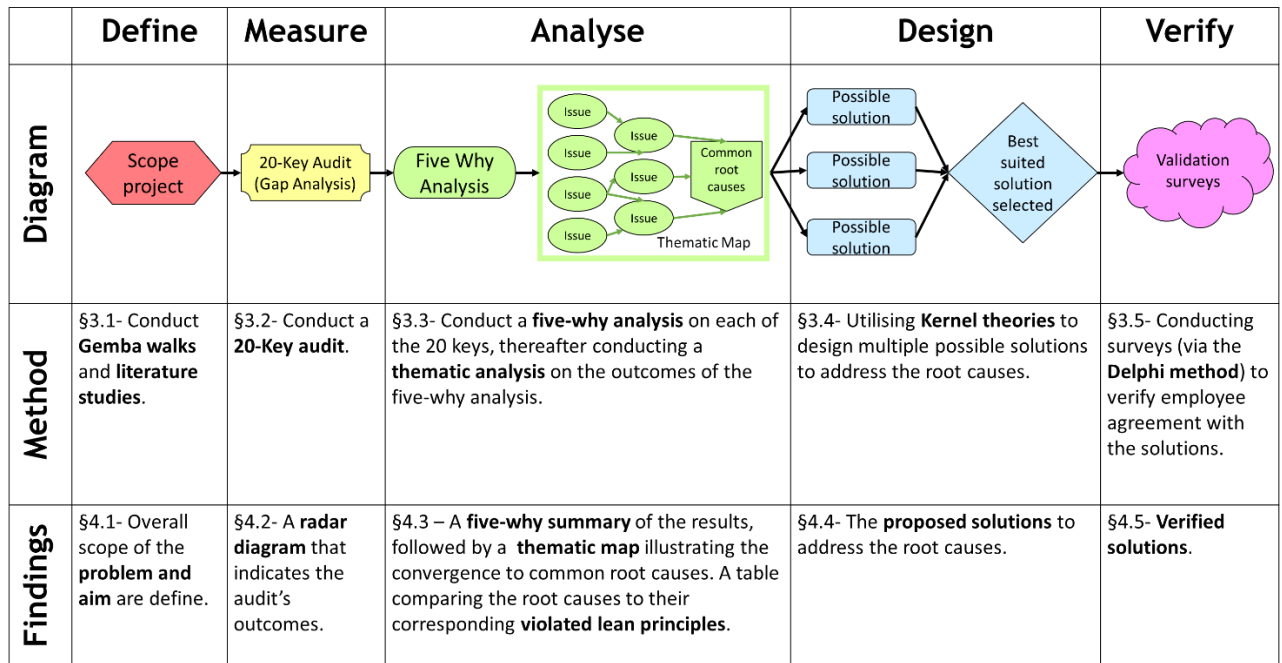 Define
Measure
Analyse
Design
Verify
Diagram
Scope
project
20-Key Audit
(Gap Analysis)
Five Why
Analysis
Issue
Issue
Issue
Issue
Issue
Issue
Issue
Common
root
causes
Thematic Map
Possible
solution
Possible
solution
Possible
solution
Best
suited
solution
selected
Validation
surveys
Method
§3.1- Conduct
Gemba walks
and literature
studies.
§3.2- Conduct a
20-Key audit.
§3.3- Conduct a five-why analysis on each of
the 20 keys, thereafter conducting a
thematic analysis on the outcomes of the
five-why analysis.
§3.4- Utilising Kernel theories to
design multiple possible solutions
to address the root causes.
§3.5- Conducting
surveys (via the
Delphi method) to
verify employee
agreement with
the solutions.
Findings
§4.1- Overall
scope of the
problem and
aim are define.
§4.2- A radar
diagram that
indicates the
audit’s
outcomes.
§4.3 – A five-why summary of the results,
followed by a thematic map illustrating the
convergence to common root causes. A table
comparing the root causes to their
corresponding violated lean principles.
§4.4- The proposed solutions to
address the root causes.
§4.5- Verified
solutions.